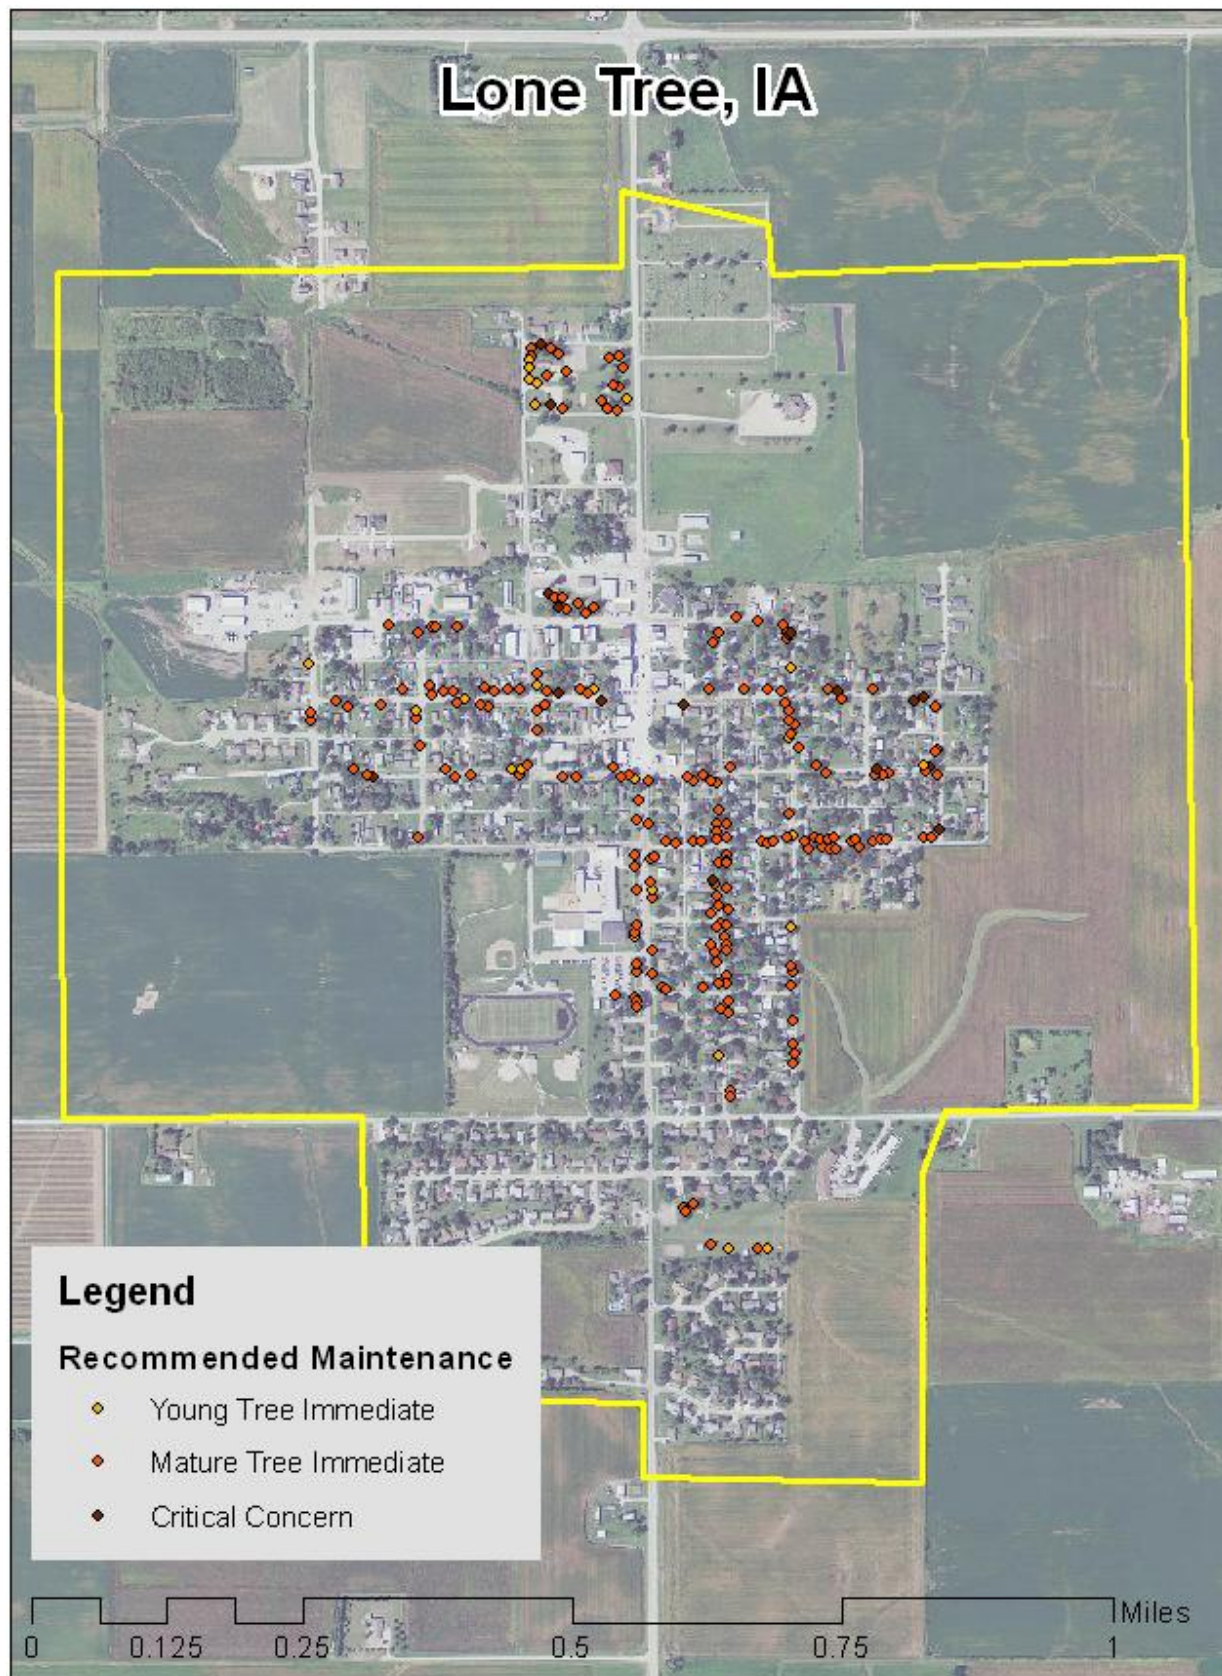 Lone Tree, IA
Legend
Recommended Maintenance
Young Tree Immediate
Mature Tree Immediate
Critical Concern
Miles
0 0.125 0.25 0.5 0.75 1